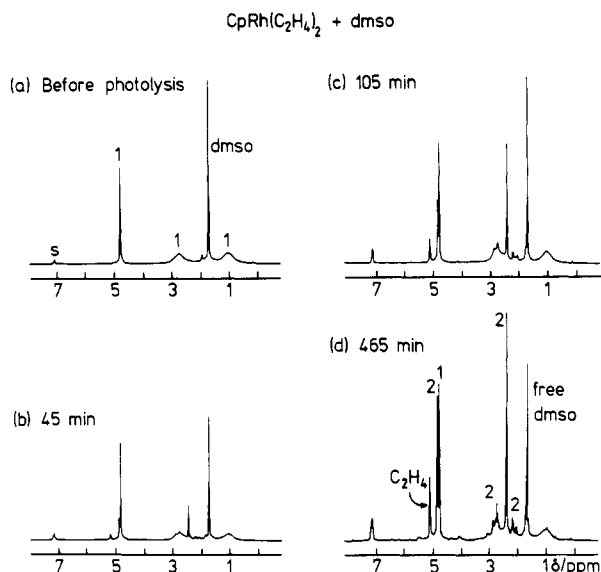 CpRh(C₂H₄)₂ + dmso
(a) Before photolysis
s
1
dmso
1
1
7 5 3 1
(b) 45 min
7 5 3 1
(c) 105 min
7 5 3 1
(d) 465 min
2
2 1
free
dmso
C₂H₄
2
2
7 5 3 1δ/ppm